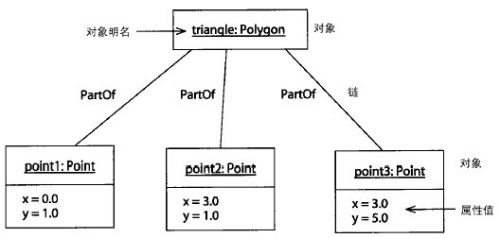 对象明名
triangle: Polygon
对象
PartOf
PartOf
PartOf
链
point1: Point
point2: Point
point3: Point
对象
x = 0.0
y = 1.0
x = 3.0
y = 1.0
x = 3.0
y = 5.0
属性值